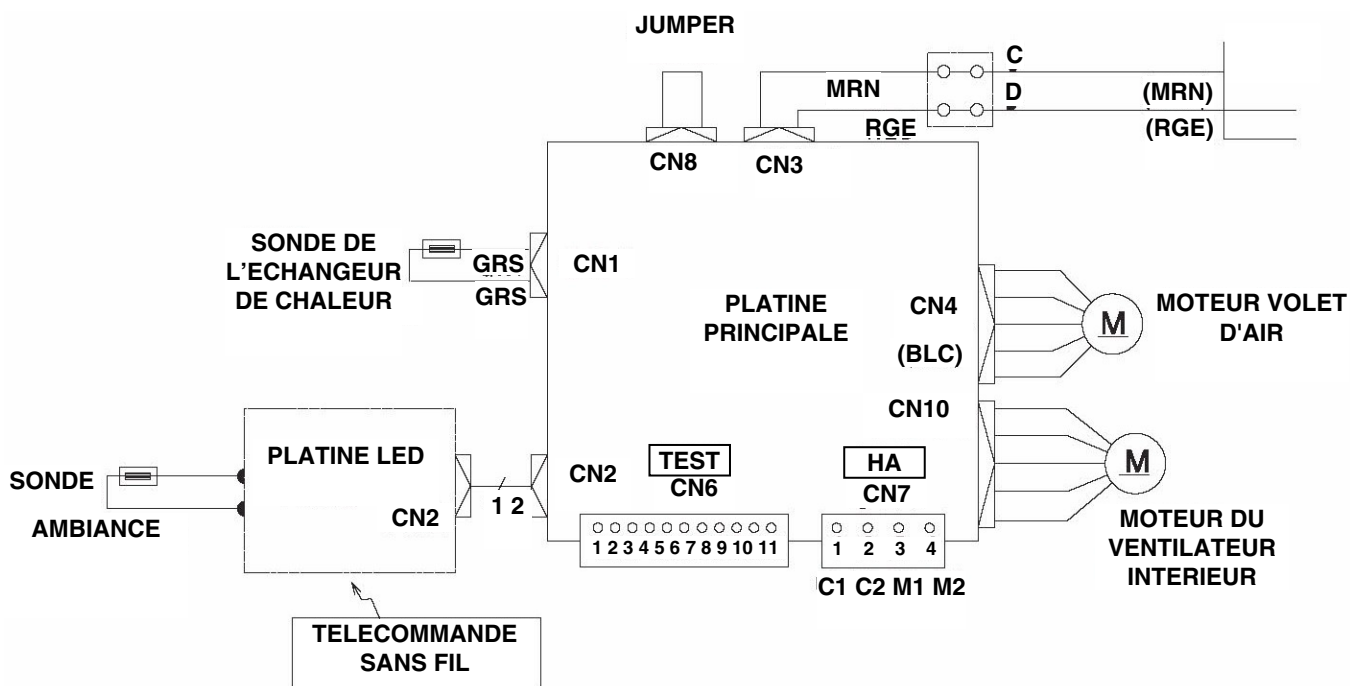 JUMPER
C
MRN
(MRN)
D
RGE
(RGE)
CN8
CN3
SONDE DE
L'ECHANGEUR
DE CHALEUR
GRS
GRS
CN1
PLATINE
PRINCIPALE
CN4
(BLC)
MOTEUR VOLET
D'AIR
M
CN10
PLATINE LED
CN2
SONDE
AMBIANCE
1 2
CN2
TEST
CN6
HA
CN7
M
MOTEUR DU
VENTILATEUR
INTERIEUR
1 2 3 4 5 6 7 8 9 10 11
1 2 3 4
C1 C2 M1 M2
TELECOMMANDE
SANS FIL